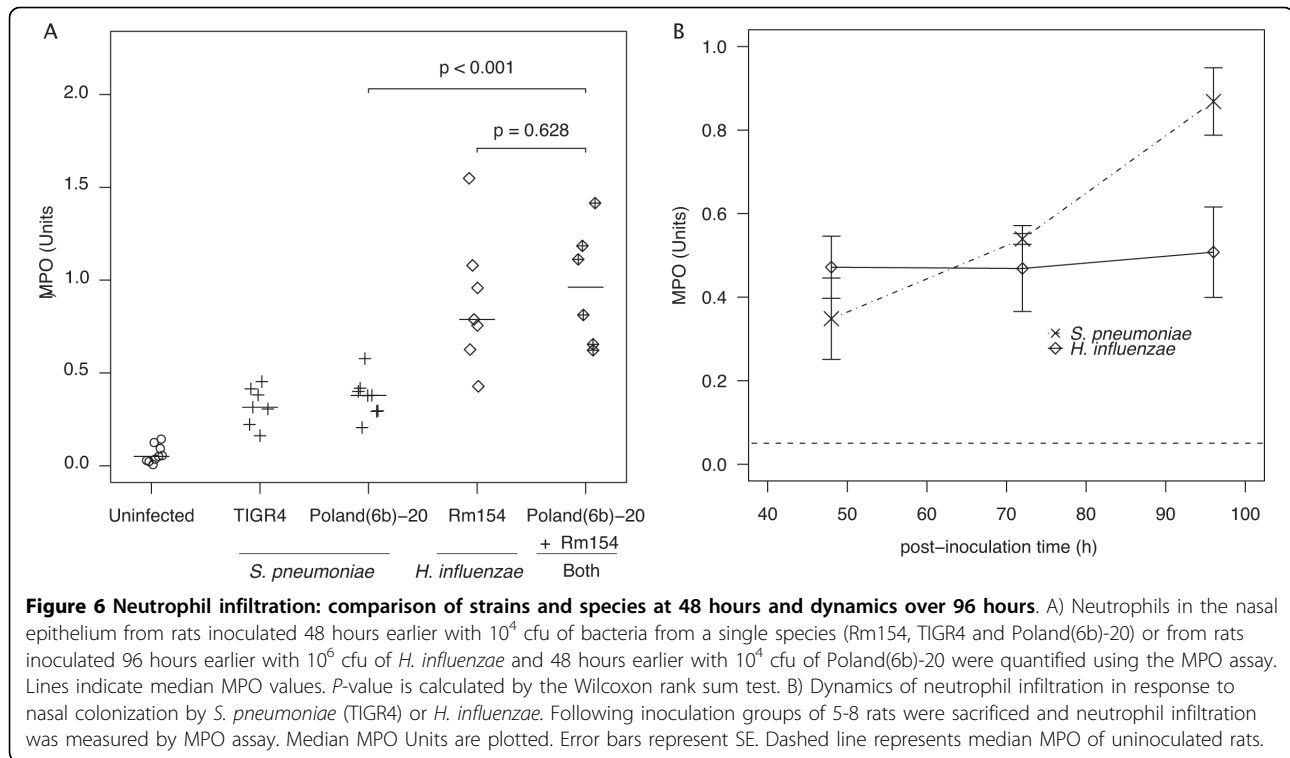 A
B
p < 0.001
p = 0.628
MPO (Units)
2.0
1.5
1.0
0.5
0.0
Uninfected
TIGR4
Poland(6b)−20
Rm154
Poland(6b)−20
+ Rm154
S. pneumoniae
H. influenzae
Both
MPO (Units)
1.0
0.8
0.6
0.4
0.2
0.0
S. pneumoniae
H. influenzae
40 50 60 70 80 90 100
post−inoculation time (h)
Figure 6 Neutrophil infiltration: comparison of strains and species at 48 hours and dynamics over 96 hours. A) Neutrophils in the nasal
epithelium from rats inoculated 48 hours earlier with 10⁴ cfu of bacteria from a single species (Rm154, TIGR4 and Poland(6b)-20) or from rats
inoculated 96 hours earlier with 10⁶ cfu of H. influenzae and 48 hours earlier with 10⁴ cfu of Poland(6b)-20 were quantified using the MPO assay.
Lines indicate median MPO values. P-value is calculated by the Wilcoxon rank sum test. B) Dynamics of neutrophil infiltration in response to
nasal colonization by S. pneumoniae (TIGR4) or H. influenzae. Following inoculation groups of 5-8 rats were sacrificed and neutrophil infiltration
was measured by MPO assay. Median MPO Units are plotted. Error bars represent SE. Dashed line represents median MPO of uninoculated rats.